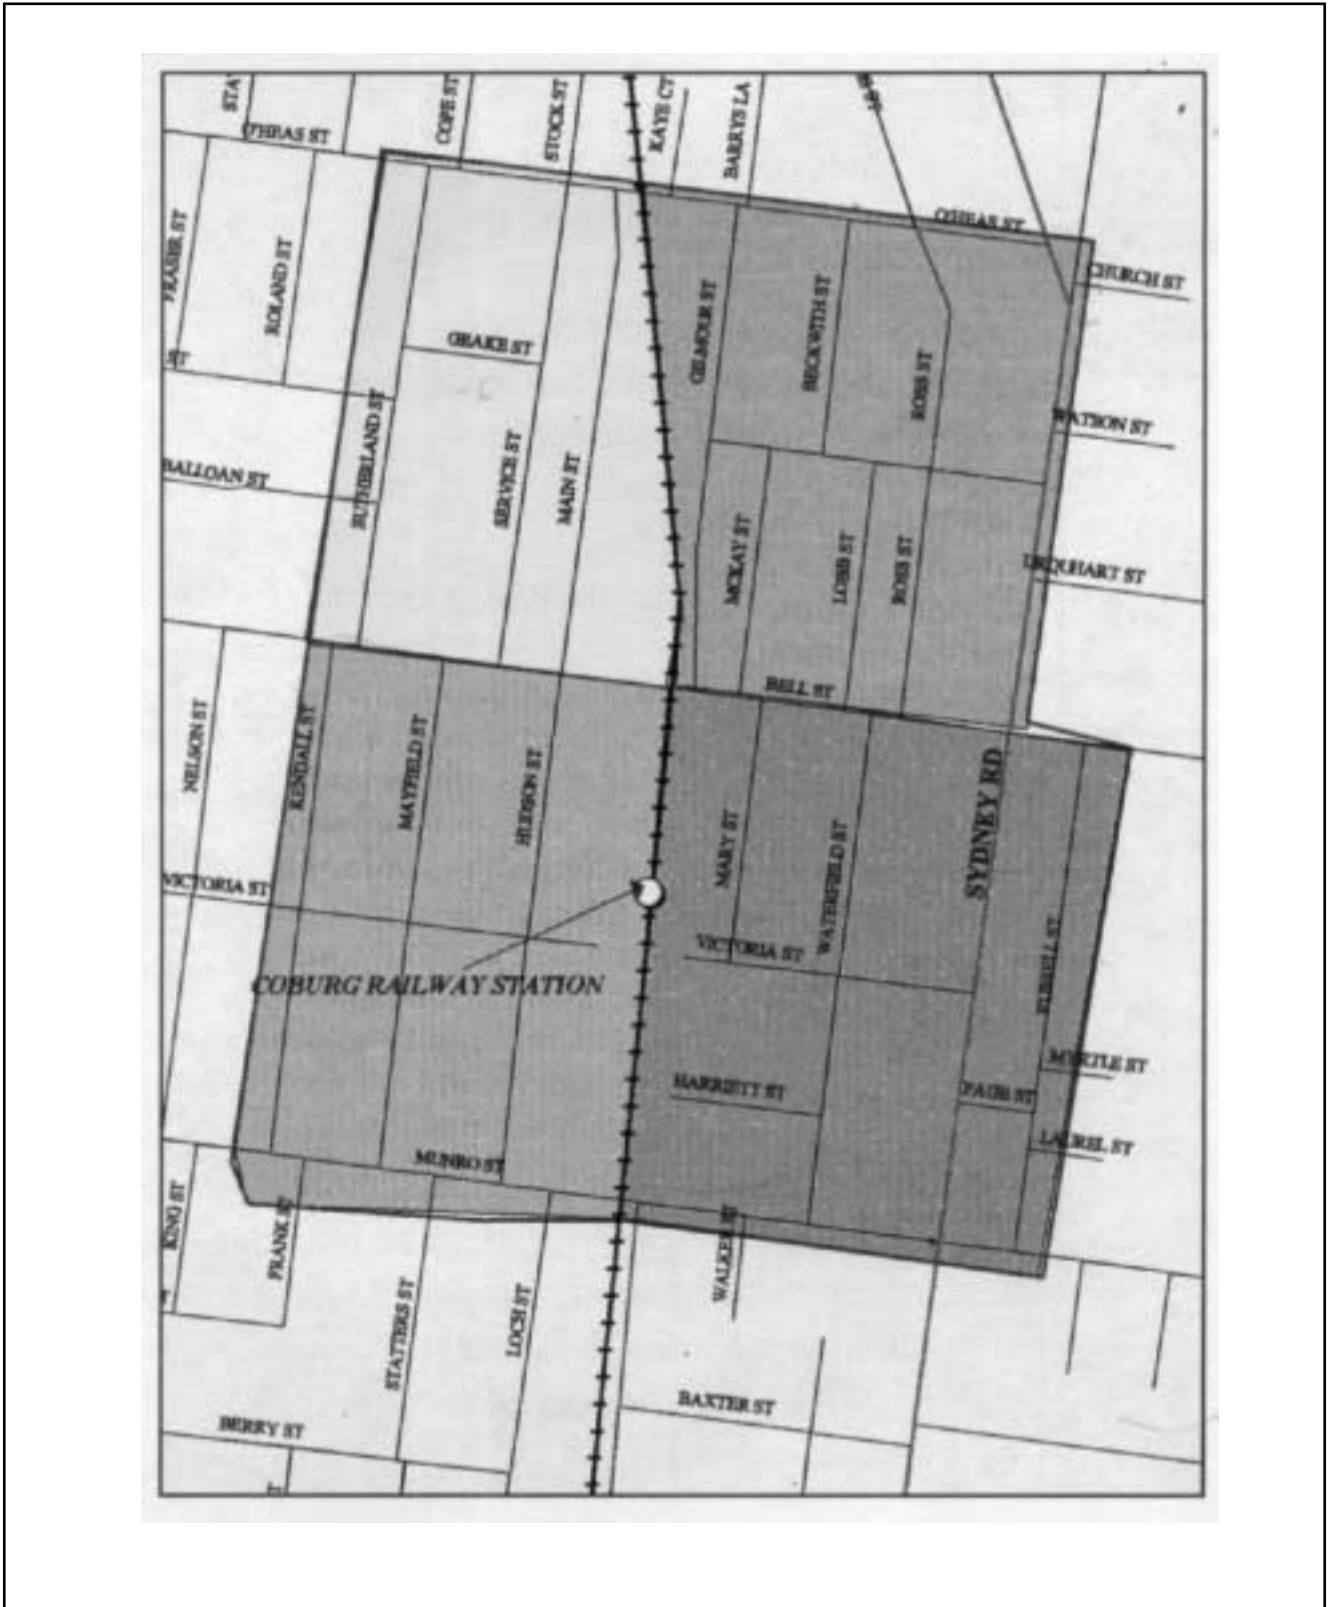 STA
COPE ST
STOCK ST
KAYE CT
BARRYS LA
O'HEAS ST
O'HEAS ST
FRASER ST
ROLAND ST
CHURCH ST
GILMOUR ST
BECKWITH ST
ROSS ST
ST
WATSON ST
SUTHERLAND ST
SERVICE ST
MAIN ST
BALLOAN ST
MCKAY ST
LOBB ST
ROSS ST
URQUHART ST
BELL ST
NELSON ST
KENDALL ST
MAYFIELD ST
HUDSON ST
MARY ST
WATERFIELD ST
SYDNEY RD
VICTORIA ST
VICTORIA ST
COBURG RAILWAY STATION
HARRIETT ST
PAGE ST
MYRTLE ST
LAUREL ST
MUNRO ST
KING ST
FRANK ST
WALKER ST
STATTERS ST
LOCH ST
BAXTER ST
BERRY ST